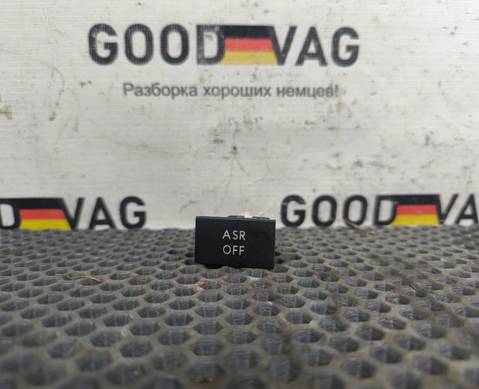 GOOD VAG
Разборка хороших немцев!
D VAG
GOOD VAG
ASR
OFF